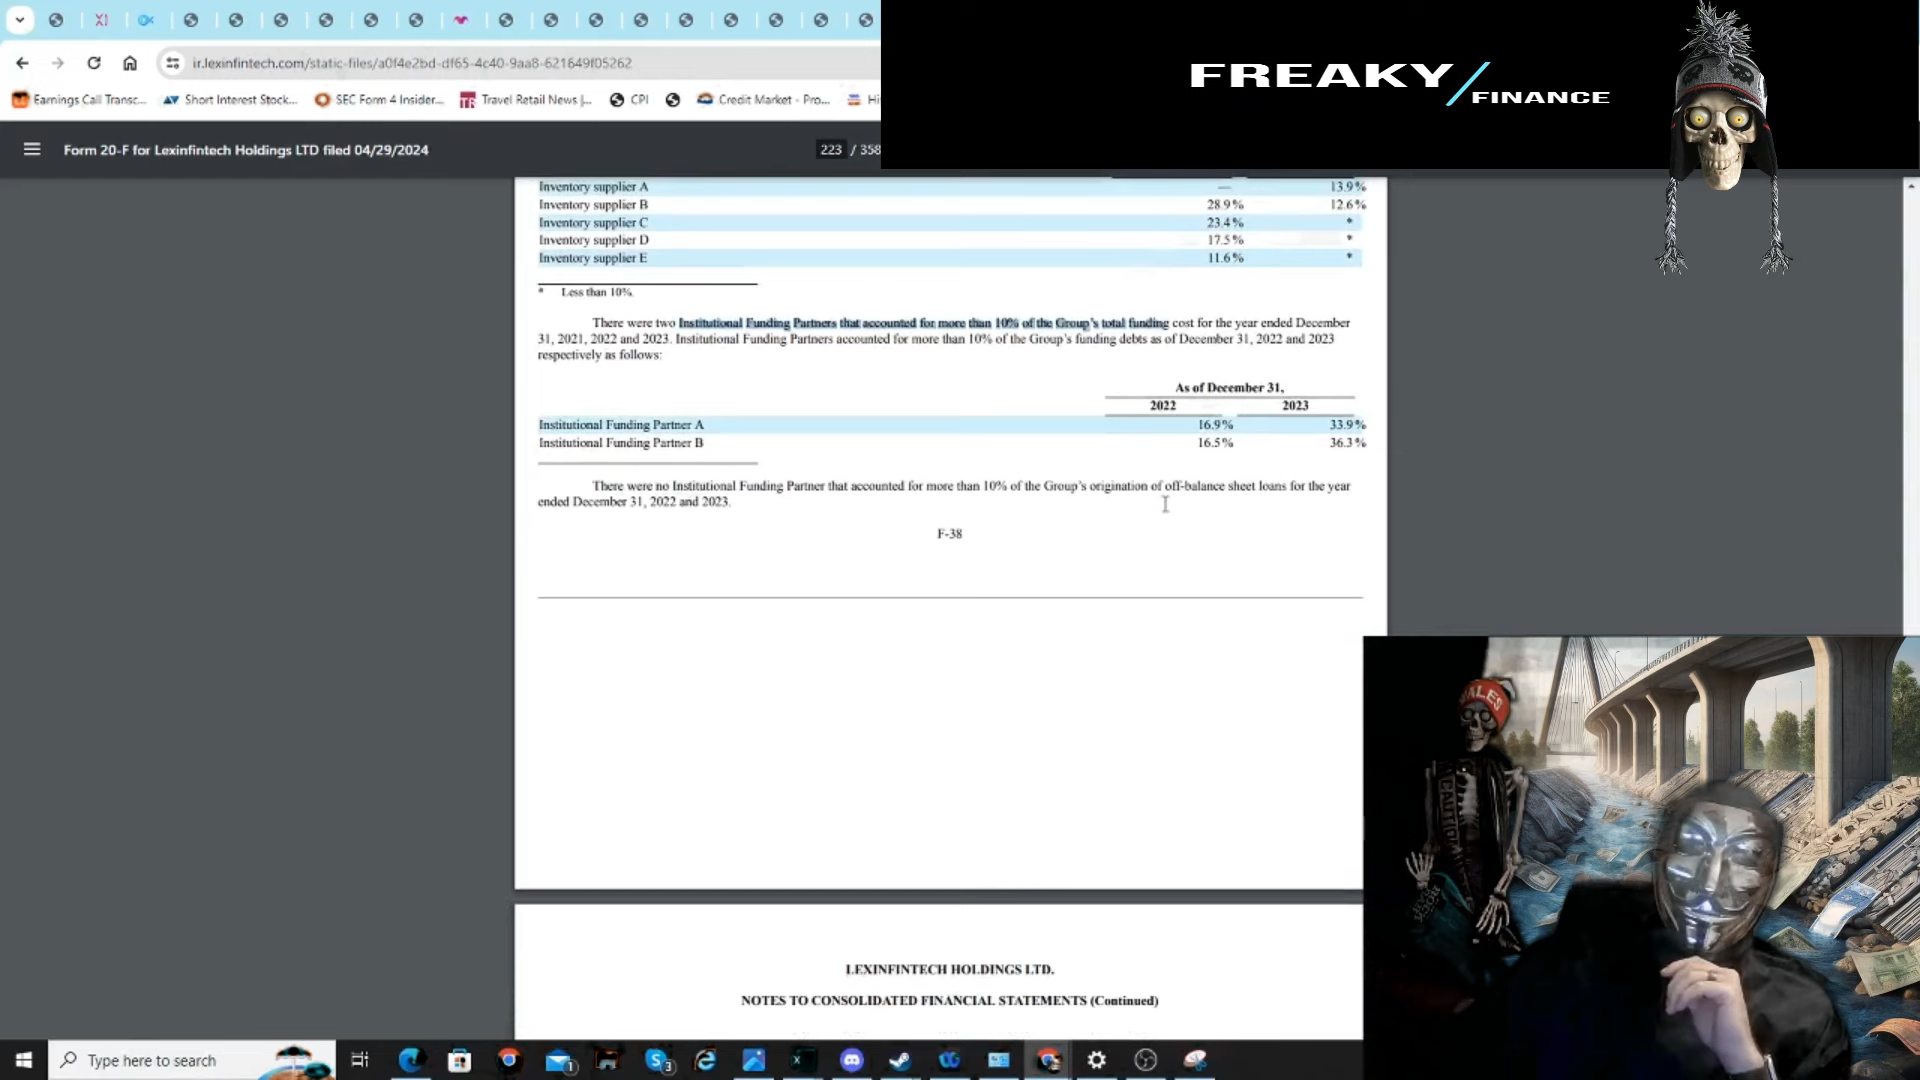 ir.lexinfintech.com/static-files/a0f4e2bd-df65-4c40-9aa8-621649f05262
FREAKY/
FINANCE
Earnings Call Transc...
Short Interest Stock...
SEC Form 4 Insider...
Travel Retail News |...
CPI
Credit Market - Pro...
Hi
Form 20-F for Lexinfintech Holdings LTD filed 04/29/2024
223 / 358
Inventory supplier A — 13.9%
Inventory supplier B 28.9% 12.6%
Inventory supplier C 23.4% *
Inventory supplier D 17.5% *
Inventory supplier E 11.6% *
* Less than 10%.
There were two Institutional Funding Partners that accounted for more than 10% of the Group's total funding cost for the year ended December
31, 2021, 2022 and 2023. Institutional Funding Partners accounted for more than 10% of the Group's funding debts as of December 31, 2022 and 2023
respectively as follows:
As of December 31,
2022 2023
Institutional Funding Partner A 16.9% 33.9%
Institutional Funding Partner B 16.5% 36.3%
There were no Institutional Funding Partner that accounted for more than 10% of the Group's origination of off-balance sheet loans for the year
ended December 31, 2022 and 2023.
F-38
WALES
CAUTION
LEXINFINTECH HOLDINGS LTD.
NOTES TO CONSOLIDATED FINANCIAL STATEMENTS (Continued)
Type here to search